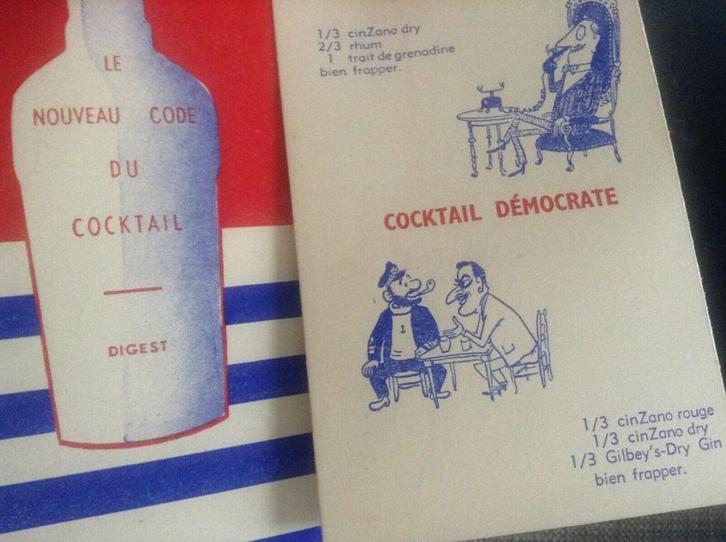 LE
NOUVEAU CODE
DU
COCKTAIL
DIGEST
1/3 cinZano dry
2/3 rhum
1 trait de grenadine
bien frapper.
COCKTAIL DÉMOCRATE
1/3 cinZano rouge
1/3 cinZano dry
1/3 Gilbey's-Dry Gin
bien frapper.